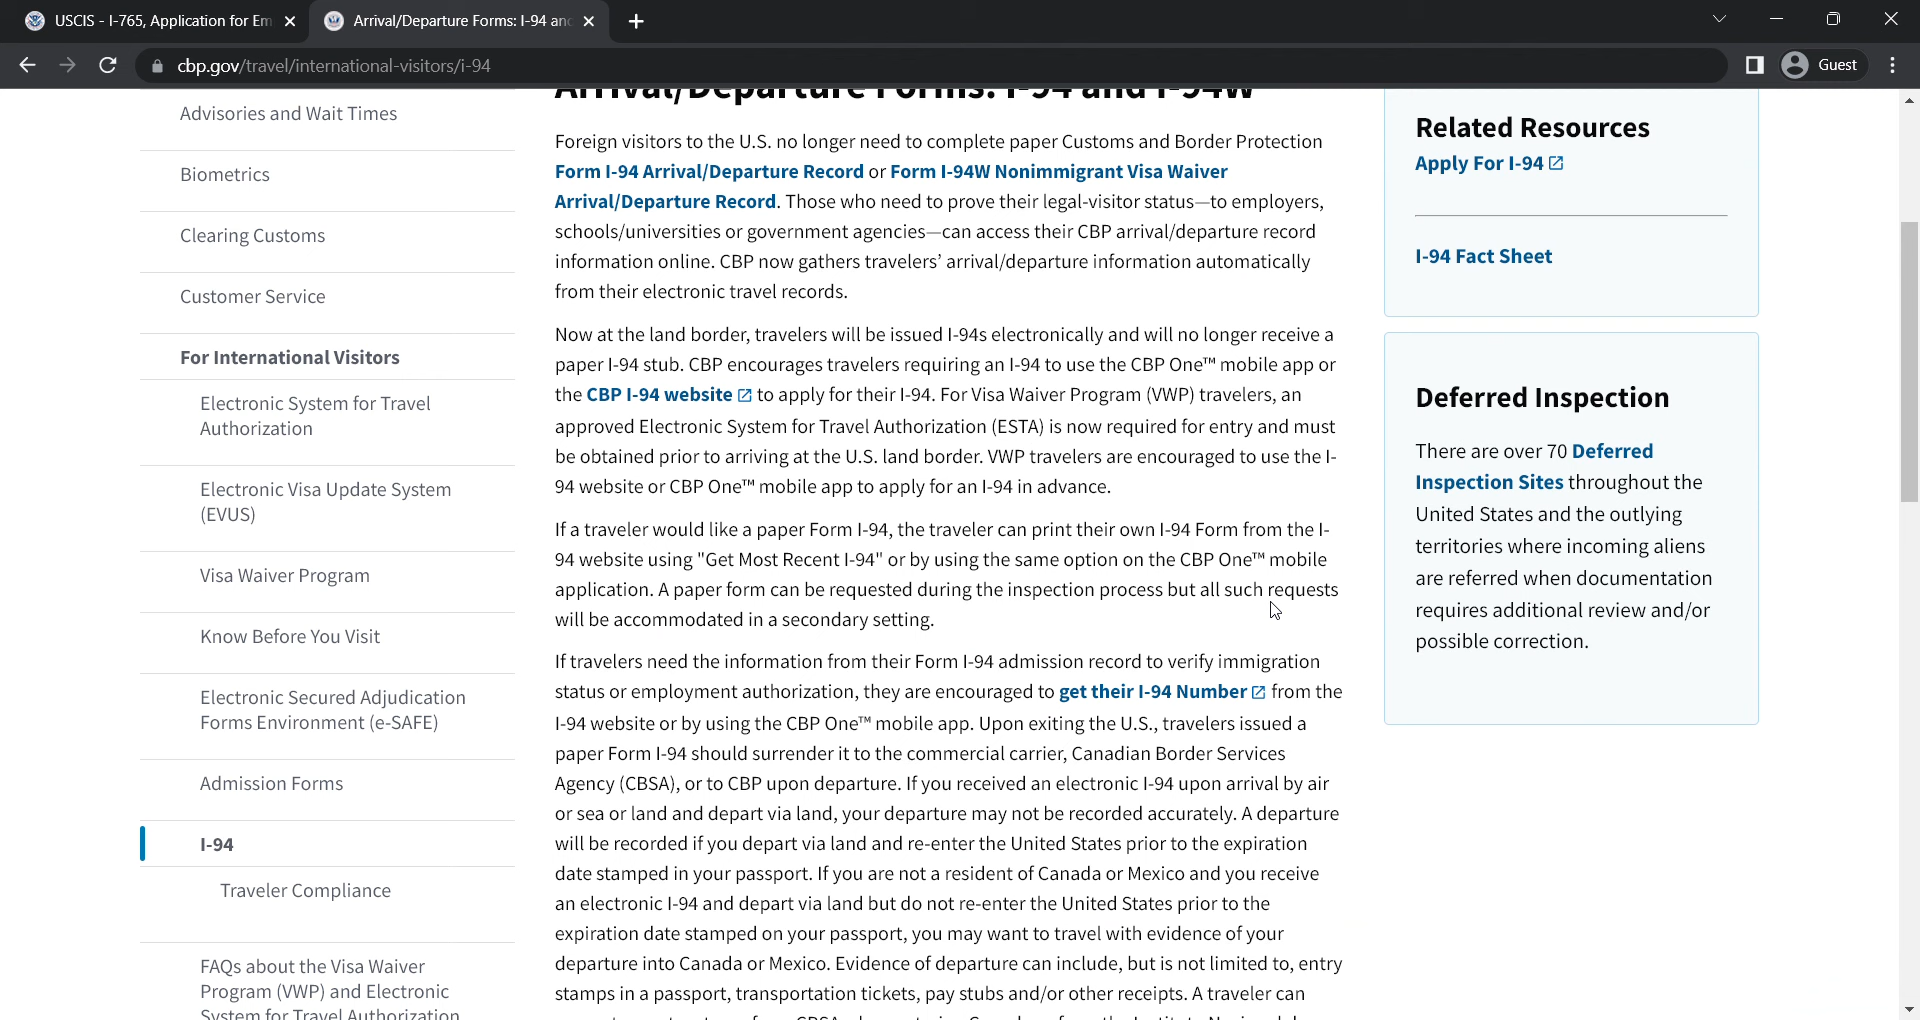 USCIS - I-765, Application for Em
Arrival/Departure Forms: I-94 an
cbp.gov/travel/international-visitors/i-94
Guest
Advisories and Wait Times
Biometrics
Clearing Customs
Customer Service
For International Visitors
Electronic System for Travel
Authorization
Electronic Visa Update System
(EVUS)
Visa Waiver Program
Know Before You Visit
Electronic Secured Adjudication
Forms Environment (e-SAFE)
Admission Forms
I-94
Traveler Compliance
FAQs about the Visa Waiver
Program (VWP) and Electronic
System for Travel Authorization
Arrival/Departure Forms: I-94 and I-94W
Foreign visitors to the U.S. no longer need to complete paper Customs and Border Protection
Form I-94 Arrival/Departure Record or Form I-94W Nonimmigrant Visa Waiver
Arrival/Departure Record. Those who need to prove their legal-visitor status—to employers,
schools/universities or government agencies—can access their CBP arrival/departure record
information online. CBP now gathers travelers’ arrival/departure information automatically
from their electronic travel records.
Now at the land border, travelers will be issued I-94s electronically and will no longer receive a
paper I-94 stub. CBP encourages travelers requiring an I-94 to use the CBP One™ mobile app or
the CBP I-94 website to apply for their I-94. For Visa Waiver Program (VWP) travelers, an
approved Electronic System for Travel Authorization (ESTA) is now required for entry and must
be obtained prior to arriving at the U.S. land border. VWP travelers are encouraged to use the I-
94 website or CBP One™ mobile app to apply for an I-94 in advance.
If a traveler would like a paper Form I-94, the traveler can print their own I-94 Form from the I-
94 website using "Get Most Recent I-94" or by using the same option on the CBP One™ mobile
application. A paper form can be requested during the inspection process but all such requests
will be accommodated in a secondary setting.
If travelers need the information from their Form I-94 admission record to verify immigration
status or employment authorization, they are encouraged to get their I-94 Number from the
I-94 website or by using the CBP One™ mobile app. Upon exiting the U.S., travelers issued a
paper Form I-94 should surrender it to the commercial carrier, Canadian Border Services
Agency (CBSA), or to CBP upon departure. If you received an electronic I-94 upon arrival by air
or sea or land and depart via land, your departure may not be recorded accurately. A departure
will be recorded if you depart via land and re-enter the United States prior to the expiration
date stamped in your passport. If you are not a resident of Canada or Mexico and you receive
an electronic I-94 and depart via land but do not re-enter the United States prior to the
expiration date stamped on your passport, you may want to travel with evidence of your
departure into Canada or Mexico. Evidence of departure can include, but is not limited to, entry
stamps in a passport, transportation tickets, pay stubs and/or other receipts. A traveler can
Related Resources
Apply For I-94
I-94 Fact Sheet
Deferred Inspection
There are over 70 Deferred
Inspection Sites throughout the
United States and the outlying
territories where incoming aliens
are referred when documentation
requires additional review and/or
possible correction.